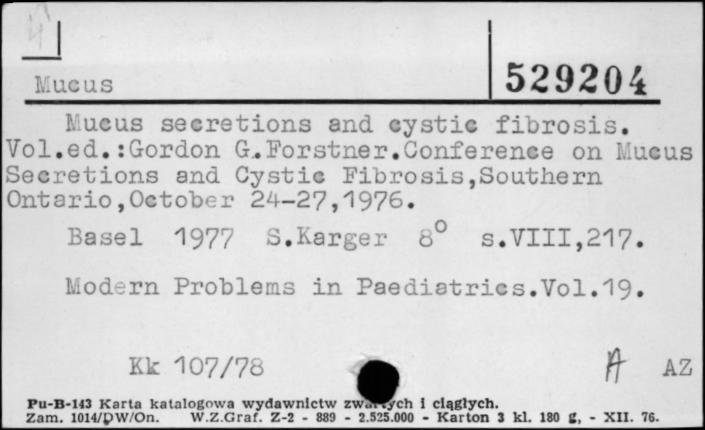 Mucus
529204
Mucus secretions and cystic fibrosis.
Vol.ed.:Gordon G.Forstner.Conference on Mucus
Secretions and Cystic Fibrosis,Southern
Ontario,October 24-27,1976.
Basel 1977 S.Karger 8° s.VIII,217.
Modern Problems in Paediatrics.Vol.19.
Kk 107/78 A AZ
Pu-B-143 Karta katalogowa wydawnictw zwartych i ciągłych.
Zam. 1014/DW/On. W.Z.Graf. Z-2 - 889 - 2.525.000 - Karton 3 kl. 180 g, - XII. 76.